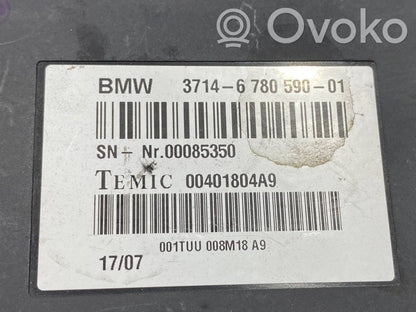 Ovoko
BMW 3714-6 780 590-01
SN- Nr.00085350
TEMIC 00401804A9
001TUU 008M18 A9
17/07